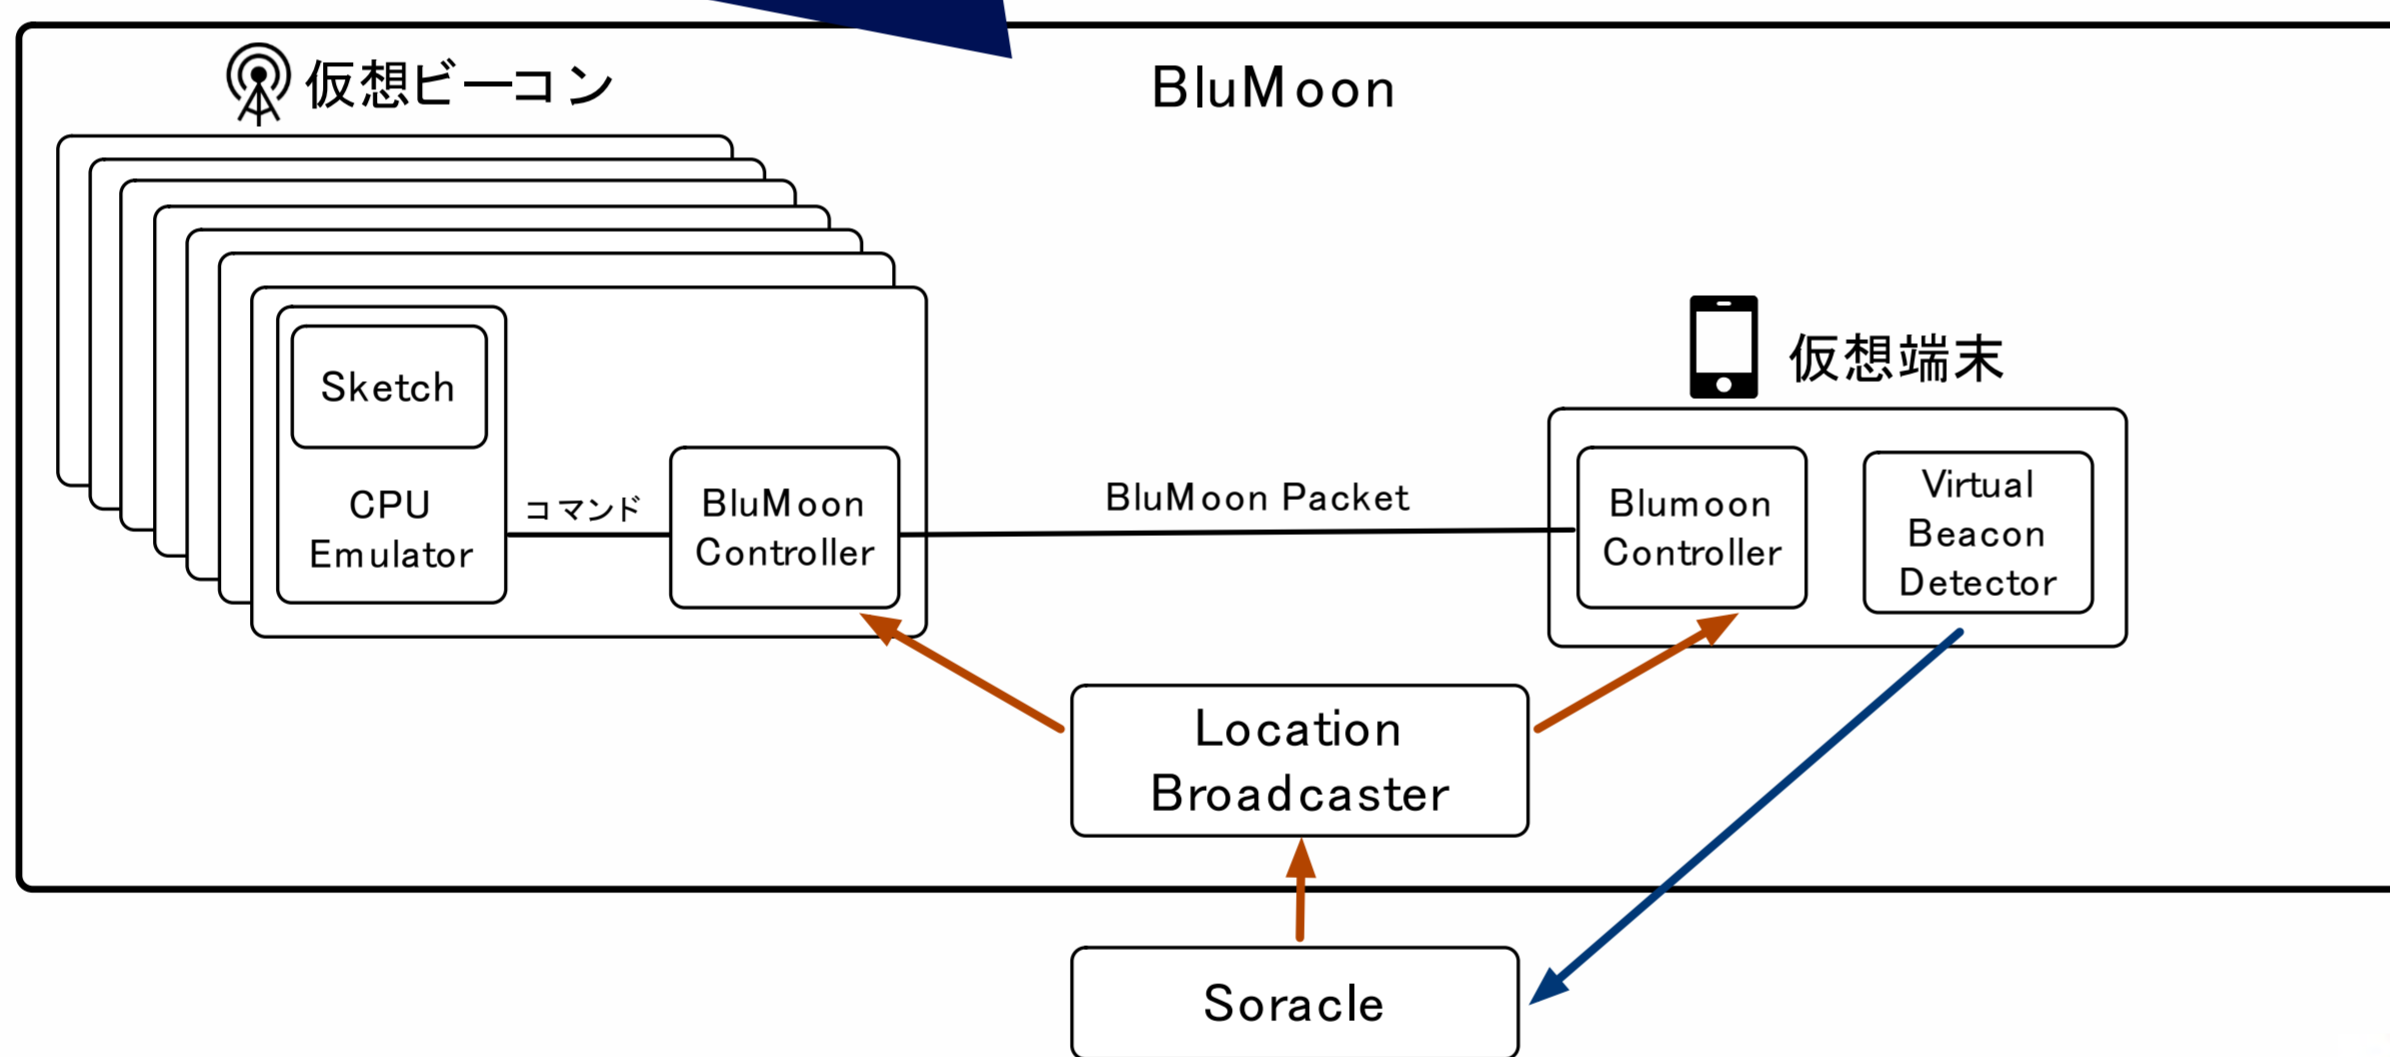 仮想ビーコン
BluMoon
Sketch
CPU
Emulator
コマンド
BluMoon
Controller
BluMoon Packet
仮想端末
Blumoon
Controller
Virtual
Beacon
Detector
Location
Broadcaster
Soracle